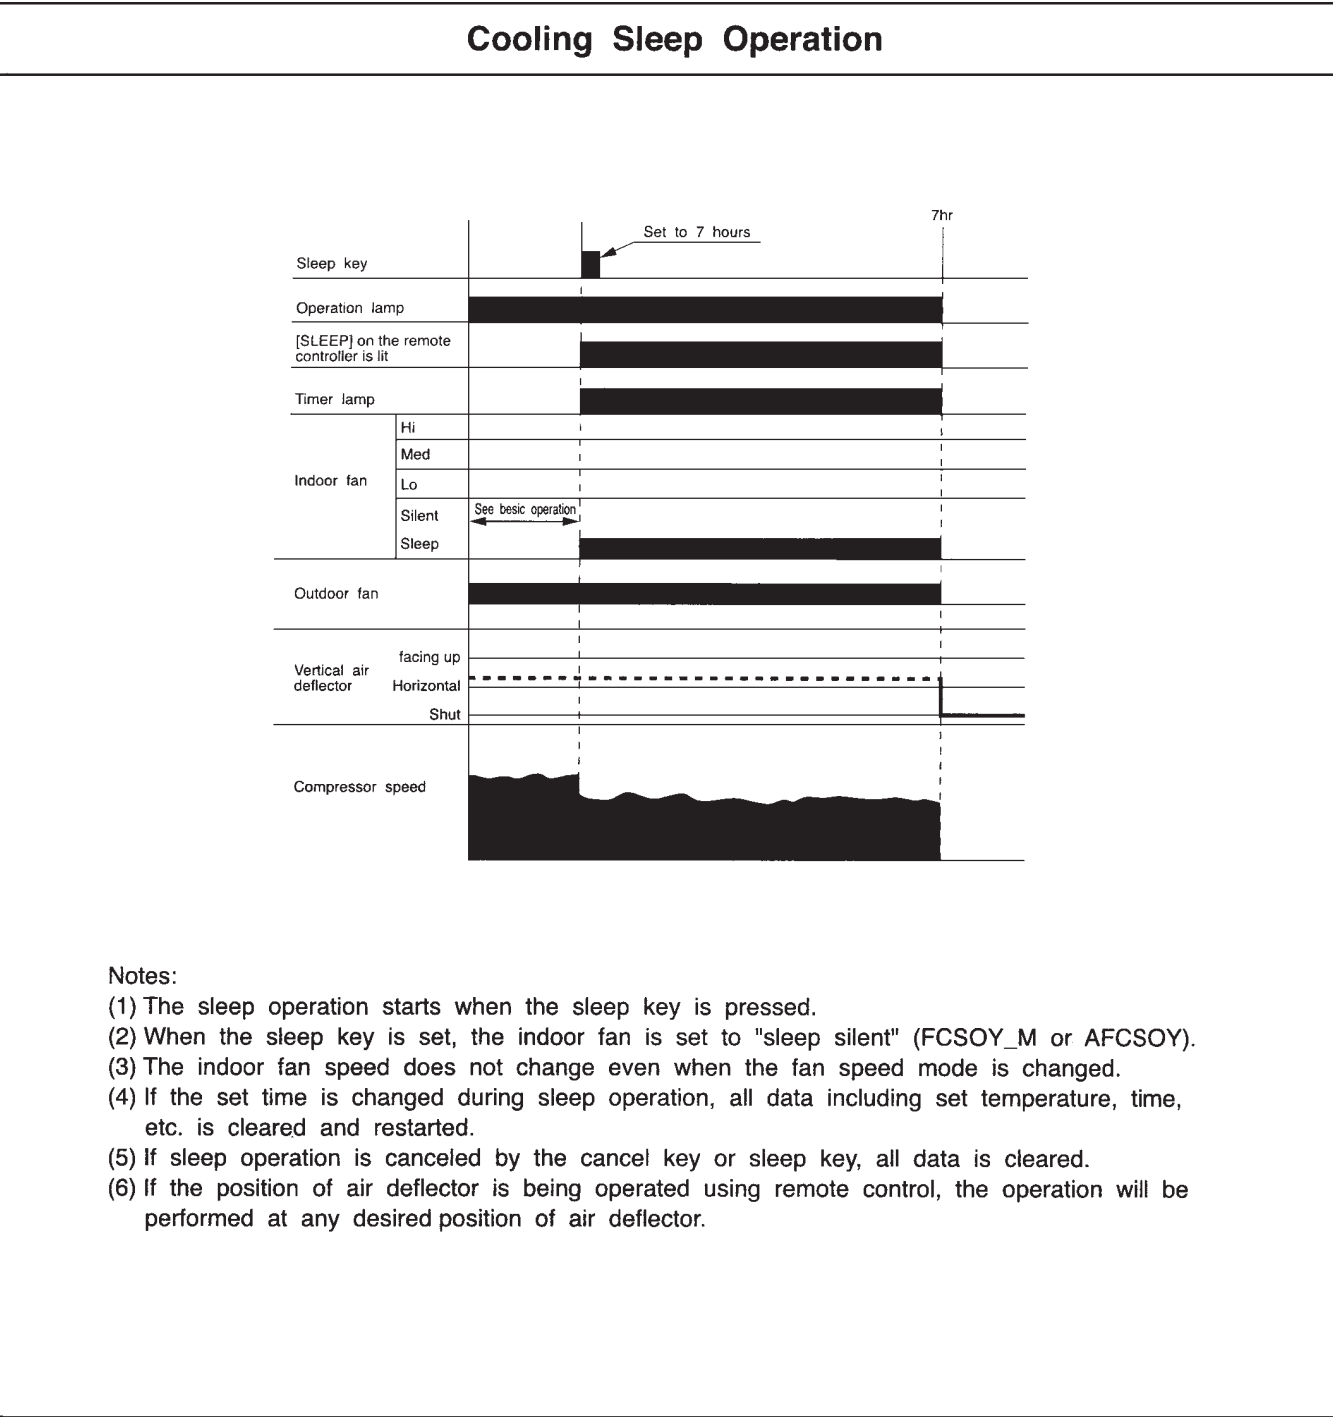 Cooling Sleep Operation
7hr
Set to 7 hours
Sleep key
Operation lamp
[SLEEP] on the remote
controller is lit
Timer lamp
Hi
Med
Indoor fan
Lo
See besic operation
Silent
Sleep
Outdoor fan
facing up
Vertical air
deflector
Horizontal
Shut
Compressor speed
Notes:
(1) The sleep operation starts when the sleep key is pressed.
(2) When the sleep key is set, the indoor fan is set to "sleep silent" (FCSOY_M or AFCSOY).
(3) The indoor fan speed does not change even when the fan speed mode is changed.
(4) If the set time is changed during sleep operation, all data including set temperature, time,
etc. is cleared and restarted.
(5) If sleep operation is canceled by the cancel key or sleep key, all data is cleared.
(6) If the position of air deflector is being operated using remote control, the operation will be
performed at any desired position of air deflector.